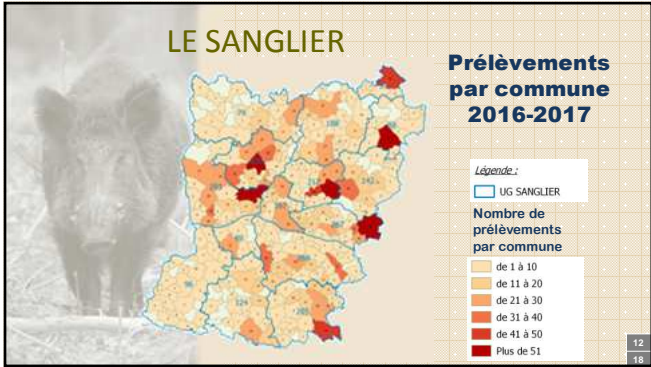 LE SANGLIER
Prélèvements
par commune
2016-2017
Légende :
UG SANGLIER
Nombre de
prélèvements
par commune
de 1 à 10
de 11 à 20
de 21 à 30
de 31 à 40
de 41 à 50
Plus de 51
12
18